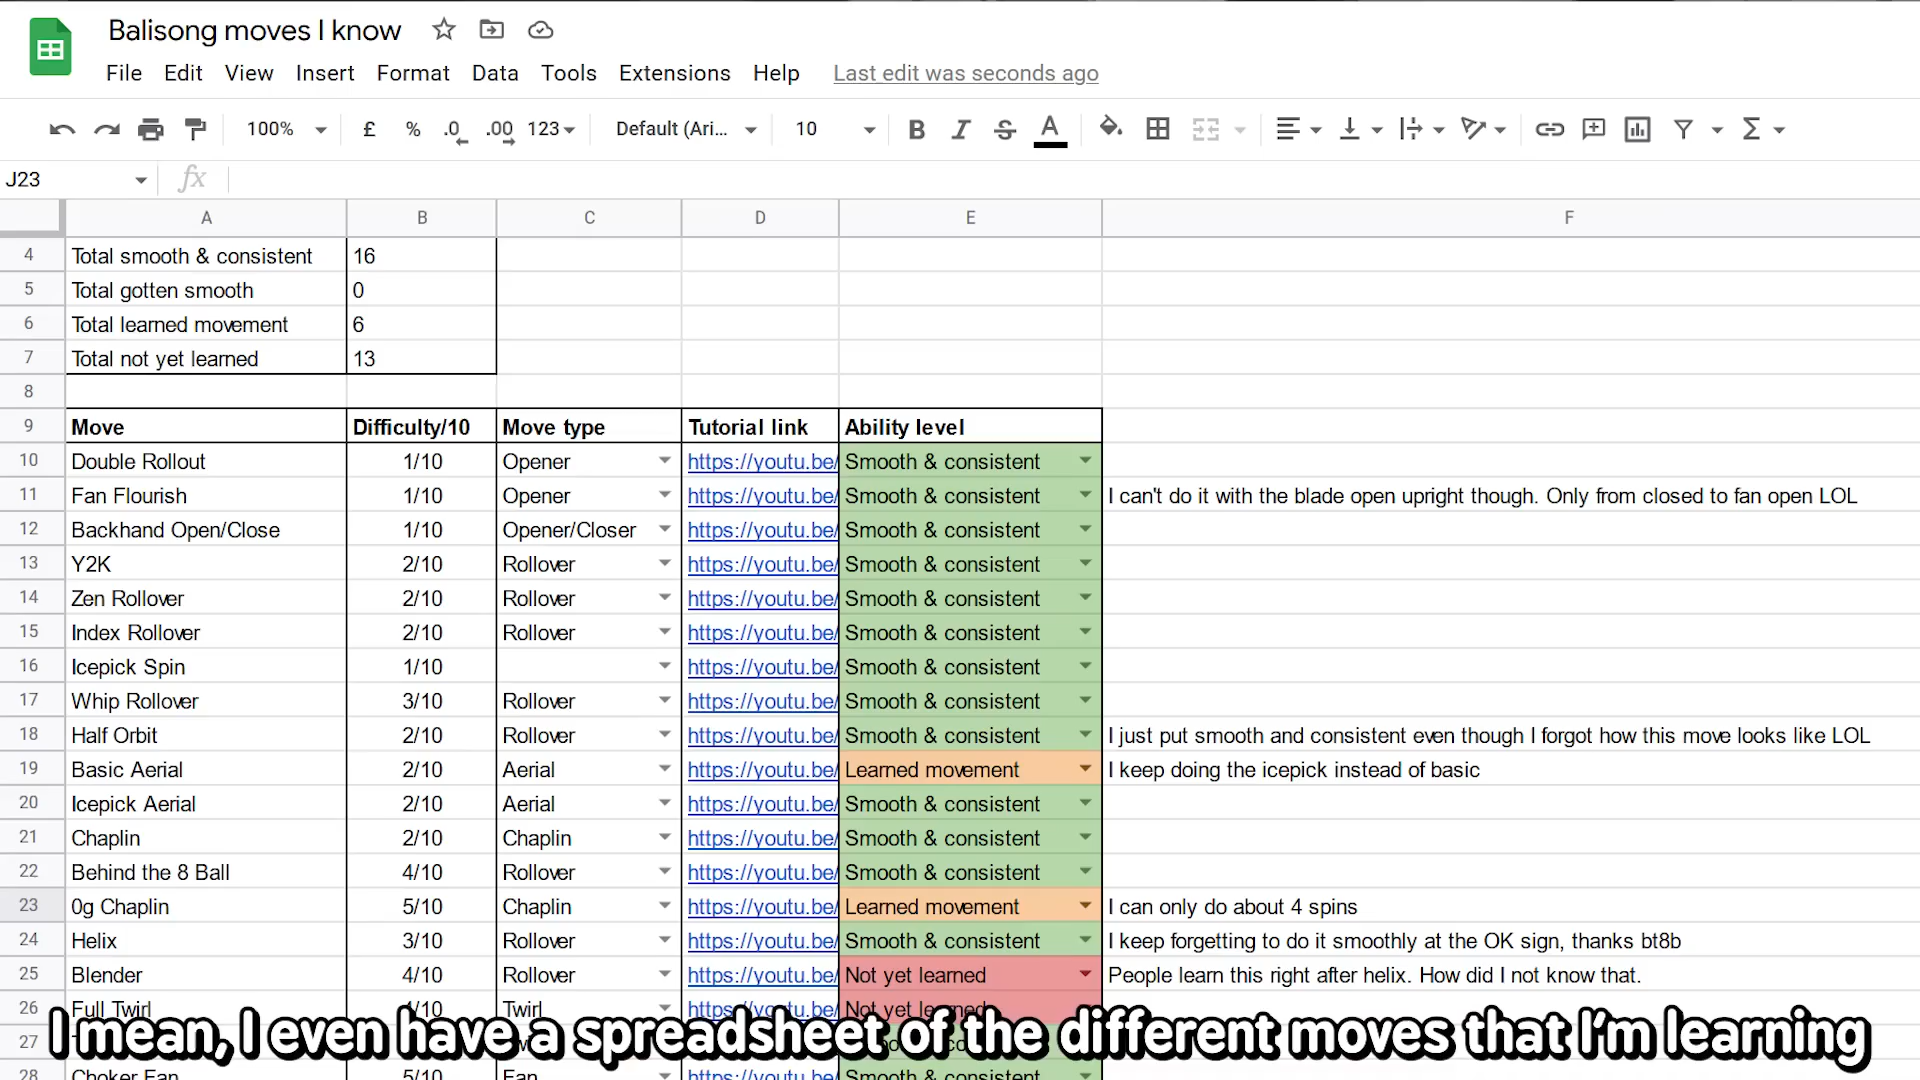 Balisong moves I know
File Edit View Insert Format Data Tools Extensions Help Last edit was seconds ago
100% £ % .0 .00 123 Default (Ari... 10 B I S A
J23 fx
A B C D E F
4 Total smooth & consistent 16
5 Total gotten smooth 0
6 Total learned movement 6
7 Total not yet learned 13
8
9 Move Difficulty/10 Move type Tutorial link Ability level
10 Double Rollout 1/10 Opener https://youtu.be/ Smooth & consistent
11 Fan Flourish 1/10 Opener https://youtu.be/ Smooth & consistent I can't do it with the blade open upright though. Only from closed to fan open LOL
12 Backhand Open/Close 1/10 Opener/Closer https://youtu.be/ Smooth & consistent
13 Y2K 2/10 Rollover https://youtu.be/ Smooth & consistent
14 Zen Rollover 2/10 Rollover https://youtu.be/ Smooth & consistent
15 Index Rollover 2/10 Rollover https://youtu.be/ Smooth & consistent
16 Icepick Spin 1/10 https://youtu.be/ Smooth & consistent
17 Whip Rollover 3/10 Rollover https://youtu.be/ Smooth & consistent
18 Half Orbit 2/10 Rollover https://youtu.be/ Smooth & consistent I just put smooth and consistent even though I forgot how this move looks like LOL
19 Basic Aerial 2/10 Aerial https://youtu.be/ Learned movement I keep doing the icepick instead of basic
20 Icepick Aerial 2/10 Aerial https://youtu.be/ Smooth & consistent
21 Chaplin 2/10 Chaplin https://youtu.be/ Smooth & consistent
22 Behind the 8 Ball 4/10 Rollover https://youtu.be/ Smooth & consistent
23 0g Chaplin 5/10 Chaplin https://youtu.be/ Learned movement I can only do about 4 spins
24 Helix 3/10 Rollover https://youtu.be/ Smooth & consistent I keep forgetting to do it smoothly at the OK sign, thanks bt8b
25 Blender 4/10 Rollover https://youtu.be/ Not yet learned People learn this right after helix. How did I not know that.
26 Full Twirl /10 Twirl https://youtu.be/ Not yet learned
I mean, I even have a spreadsheet of the different moves that I'm learning
27
28 Choker Fan 5/10 Fan https://youtu.be/ Smooth & consistent